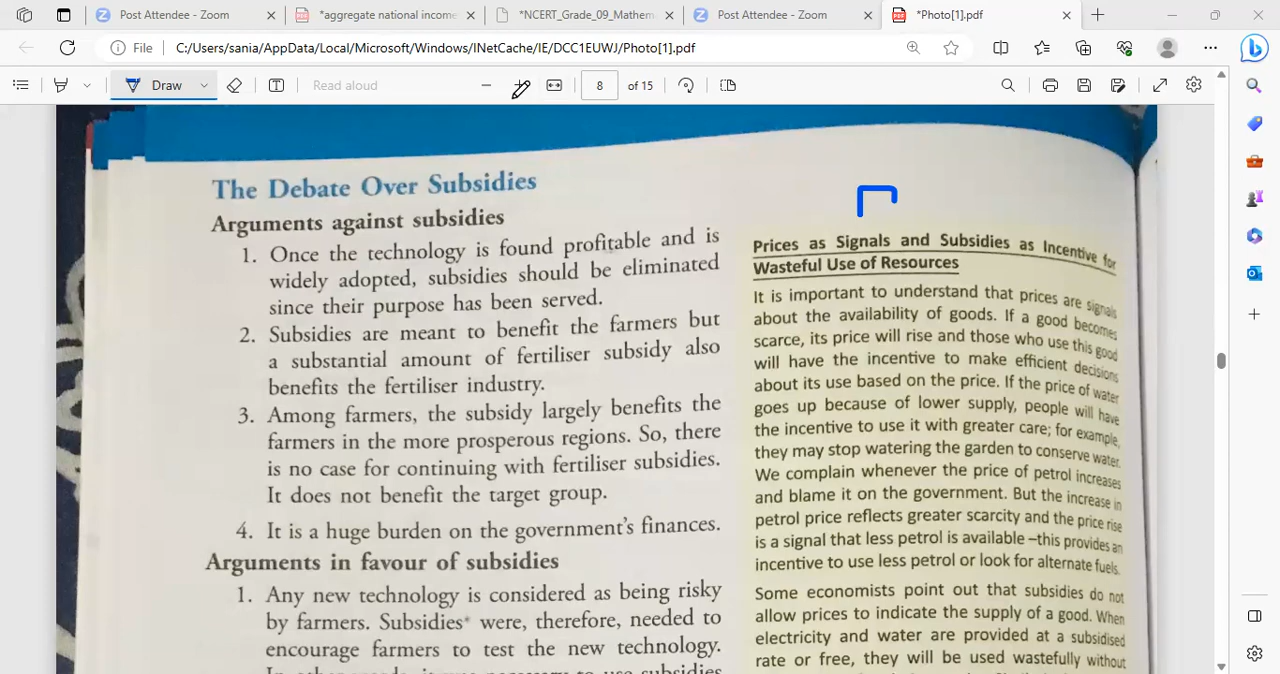 Post Attendee - Zoom
*aggregate national income
*NCERT_Grade_09_Mathem
Post Attendee - Zoom
*Photo[1].pdf
File
C:/Users/sania/AppData/Local/Microsoft/Windows/INetCache/IE/DCC1EUWJ/Photo[1].pdf
Draw
Read aloud
8
of 15
The Debate Over Subsidies
Arguments against subsidies
1. Once the technology is found profitable and is
widely adopted, subsidies should be eliminated
since their purpose has been served.
2. Subsidies are meant to benefit the farmers but
a substantial amount of fertiliser subsidy also
benefits the fertiliser industry.
3. Among farmers, the subsidy largely benefits the
farmers in the more prosperous regions. So, there
is no case for continuing with fertiliser subsidies.
It does not benefit the target group.
4. It is a huge burden on the government's finances.
Arguments in favour of subsidies
1. Any new technology is considered as being risky
by farmers. Subsidies* were, therefore, needed to
encourage farmers to test the new technology.
Prices as Signals and Subsidies as Incentive for
Wasteful Use of Resources
It is important to understand that prices are signals
about the availability of goods. If a good becomes
scarce, its price will rise and those who use this good
will have the incentive to make efficient decisions
about its use based on the price. If the price of water
goes up because of lower supply, people will have
the incentive to use it with greater care; for example,
they may stop watering the garden to conserve water.
We complain whenever the price of petrol increases
and blame it on the government. But the increase in
petrol price reflects greater scarcity and the price rise
is a signal that less petrol is available –this provides an
incentive to use less petrol or look for alternate fuels.
Some economists point out that subsidies do not
allow prices to indicate the supply of a good. When
electricity and water are provided at a subsidised
rate or free, they will be used wastefully without